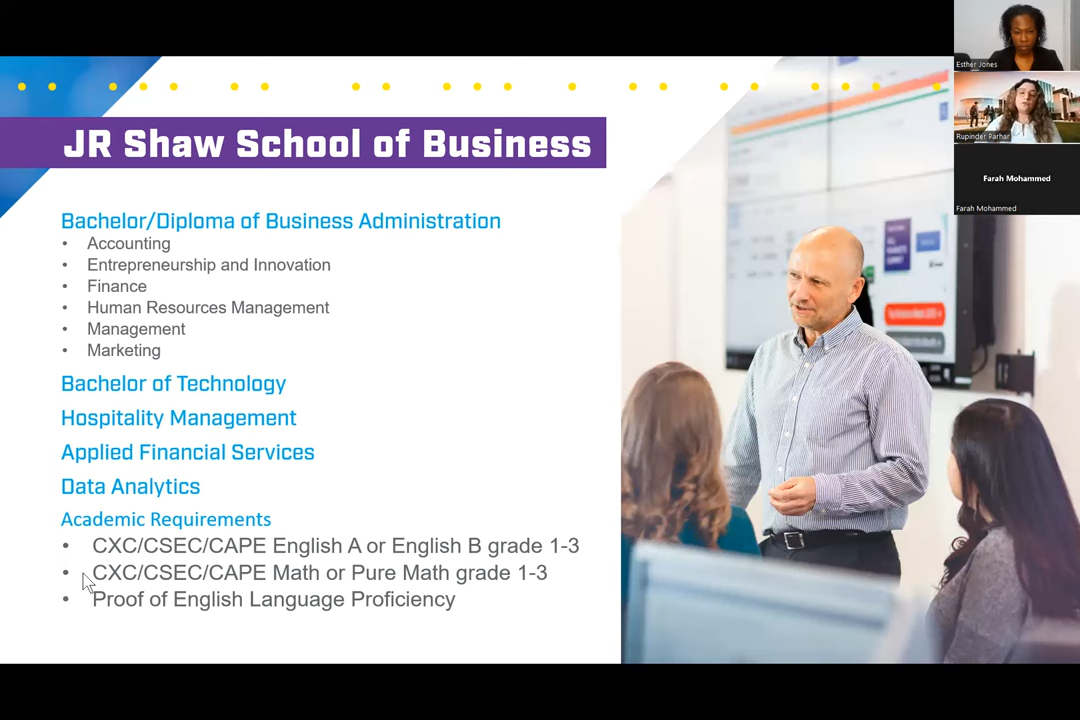 JR Shaw School of Business
Bachelor/Diploma of Business Administration
• Accounting
• Entrepreneurship and Innovation
• Finance
• Human Resources Management
• Management
• Marketing
Bachelor of Technology
Hospitality Management
Applied Financial Services
Data Analytics
Academic Requirements
• CXC/CSEC/CAPE English A or English B grade 1-3
• CXC/CSEC/CAPE Math or Pure Math grade 1-3
• Proof of English Language Proficiency
Esther Jones
Rupinder Parhar
Farah Mohammed
Farah Mohammed